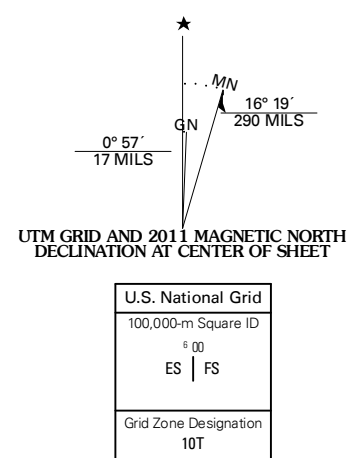 MN
GN
16° 19´
290 MILS
0° 57´
17 MILS
UTM GRID AND 2011 MAGNETIC NORTH
DECLINATION AT CENTER OF SHEET
U.S. National Grid
100,000-m Square ID
6 00
ES FS
Grid Zone Designation
10T